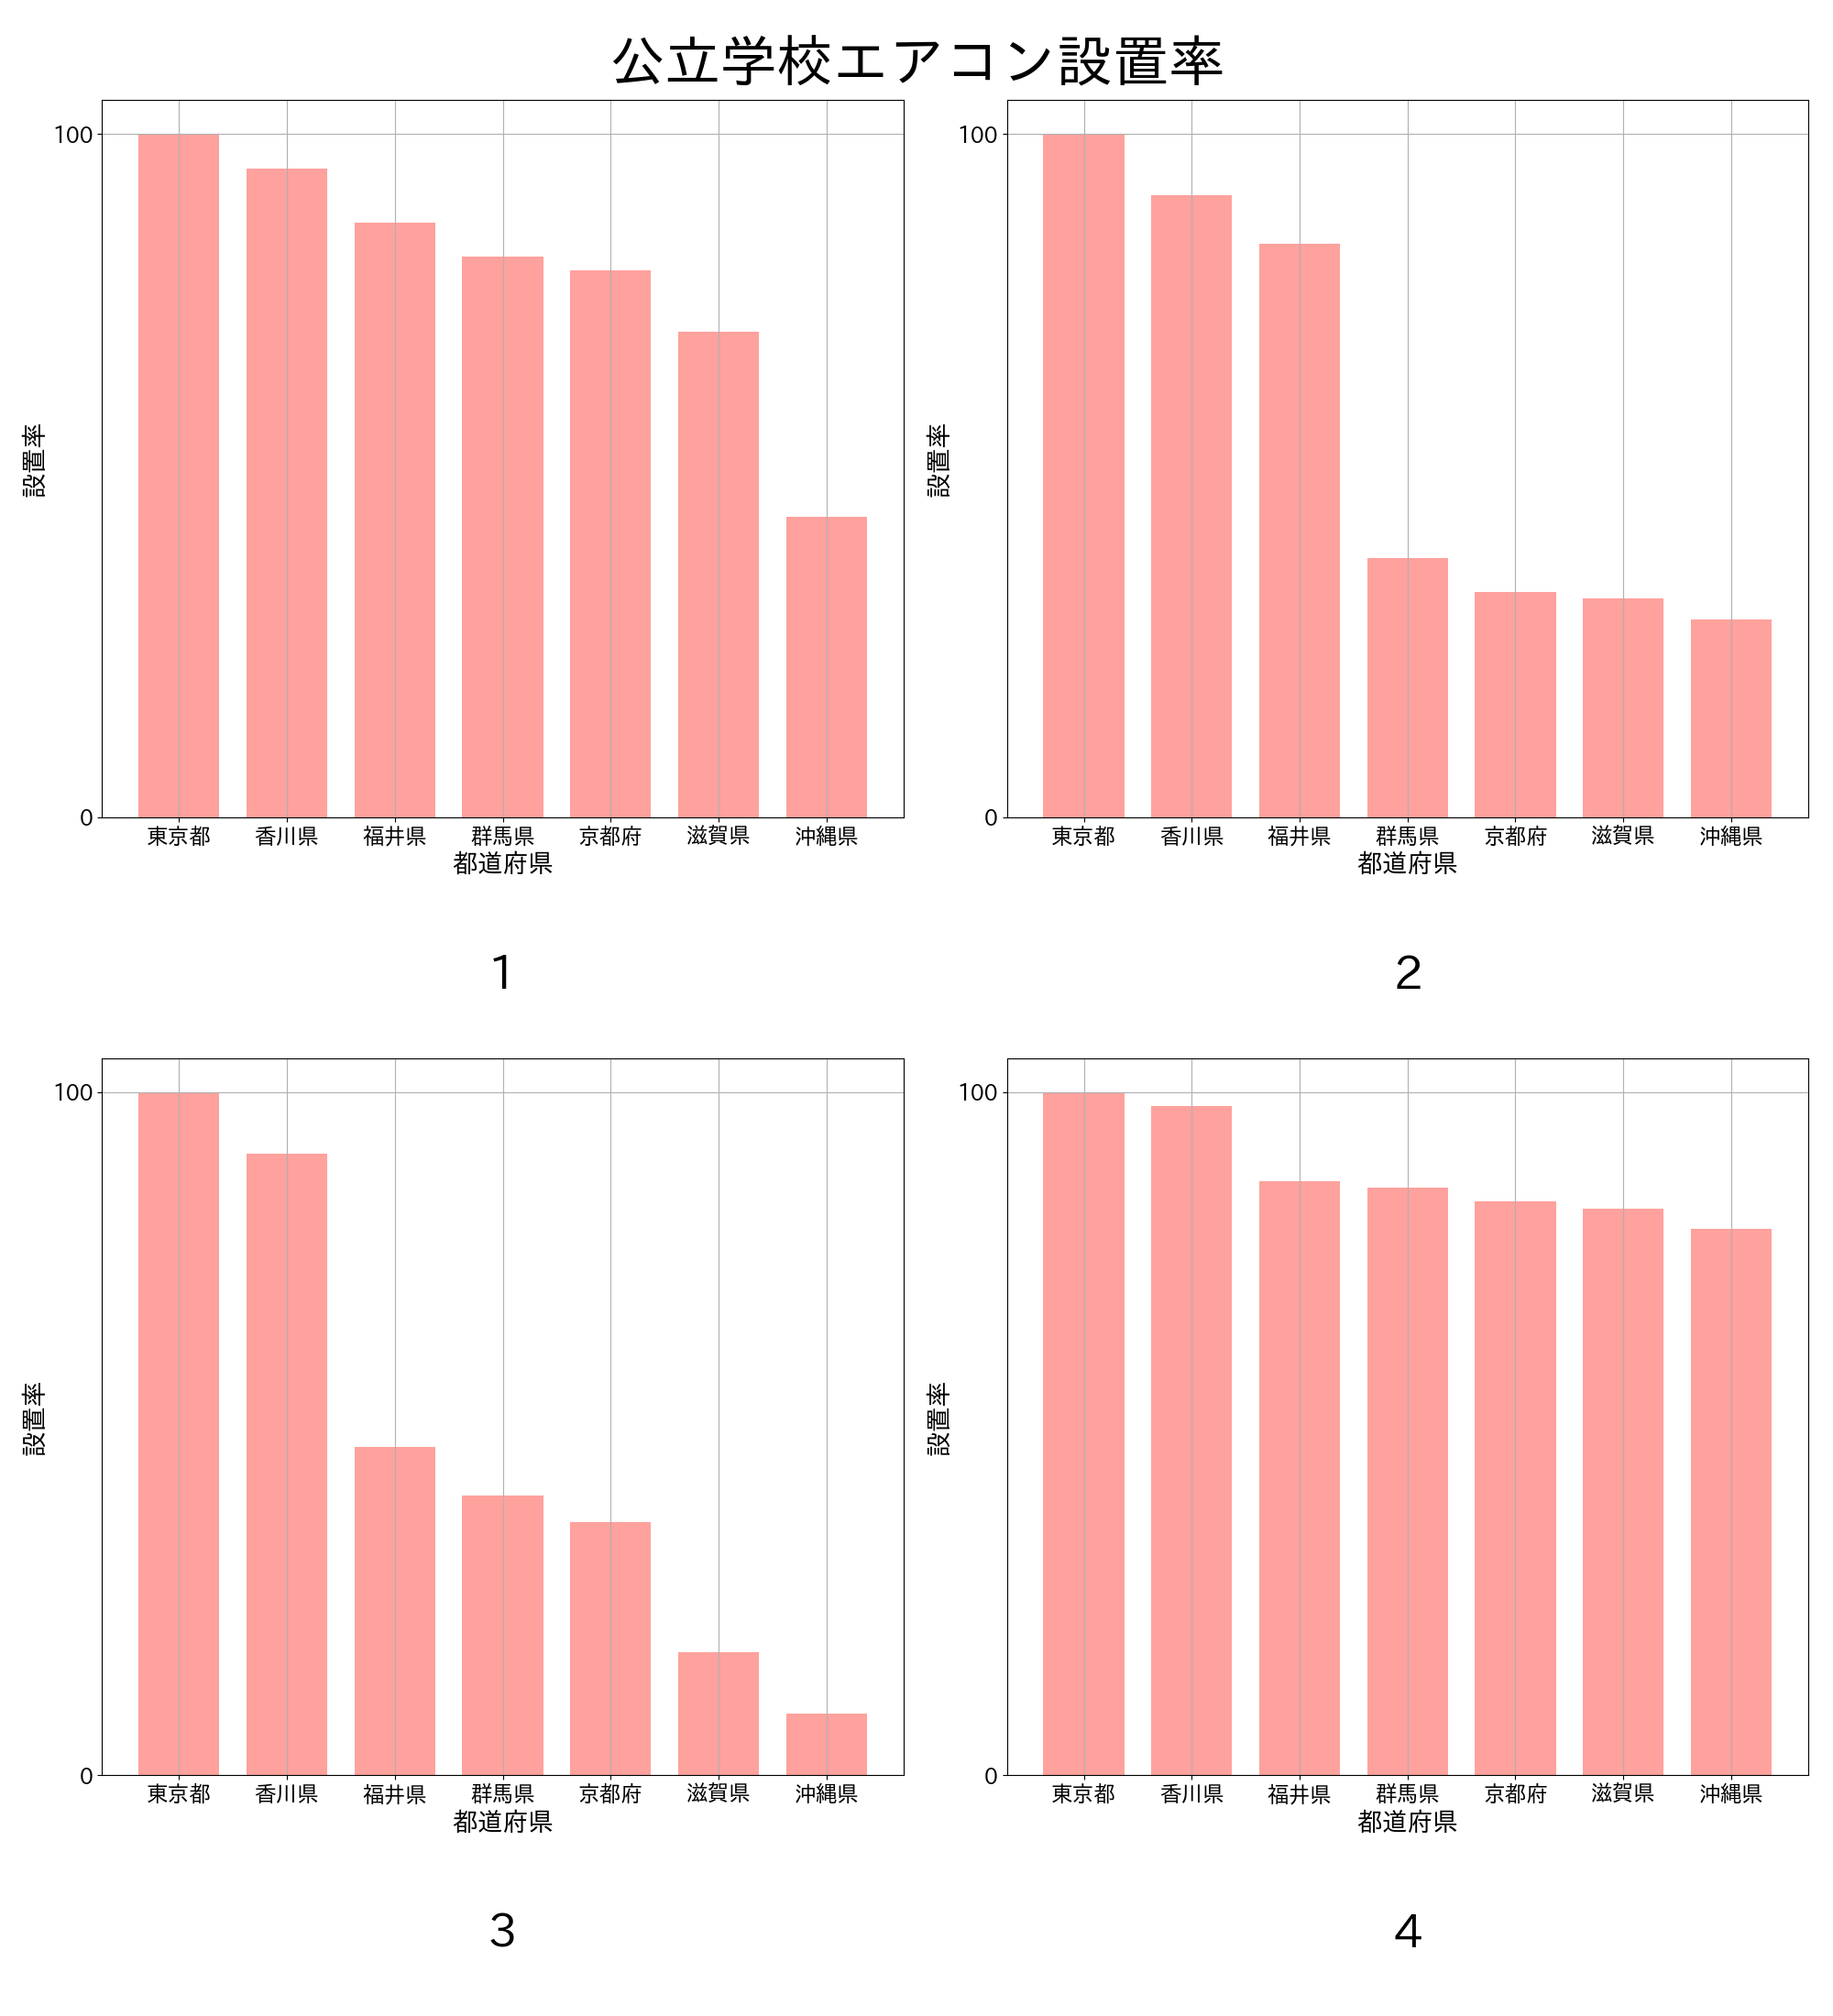 公立学校エアコン設置率
100
設置率
0
東京都 香川県 福井県 群馬県 京都府 滋賀県 沖縄県
都道府県
1
100
設置率
0
東京都 香川県 福井県 群馬県 京都府 滋賀県 沖縄県
都道府県
2
100
設置率
0
東京都 香川県 福井県 群馬県 京都府 滋賀県 沖縄県
都道府県
3
100
設置率
0
東京都 香川県 福井県 群馬県 京都府 滋賀県 沖縄県
都道府県
4